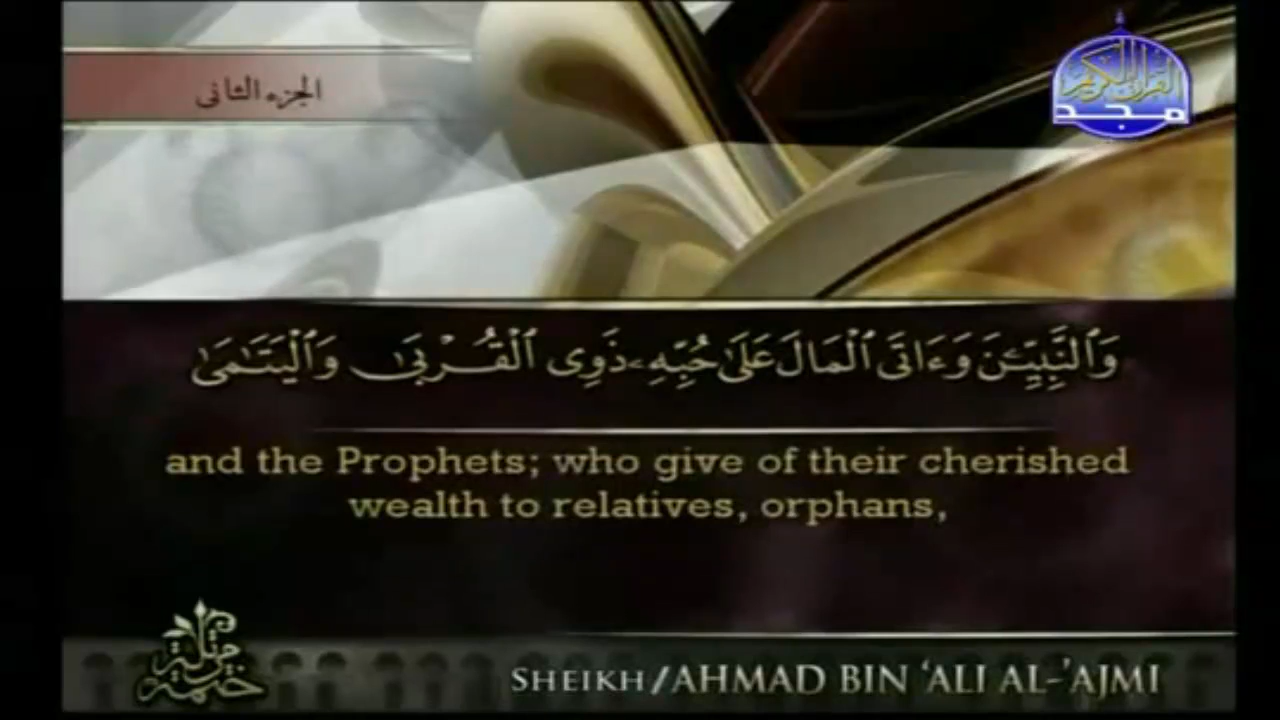 الجزء الثانى
القرآن الكريم
مجد
وَٱلنَّبِيِّـۧنَ وَءَاتَى ٱلْمَالَ عَلَىٰ حُبِّهِۦ ذَوِى ٱلْقُرْبَىٰ وَٱلْيَتَـٰمَىٰ
and the Prophets; who give of their cherished
wealth to relatives, orphans,
ختمة مرتلة
SHEIKH/AHMAD BIN ‘ALI AL-’AJMI